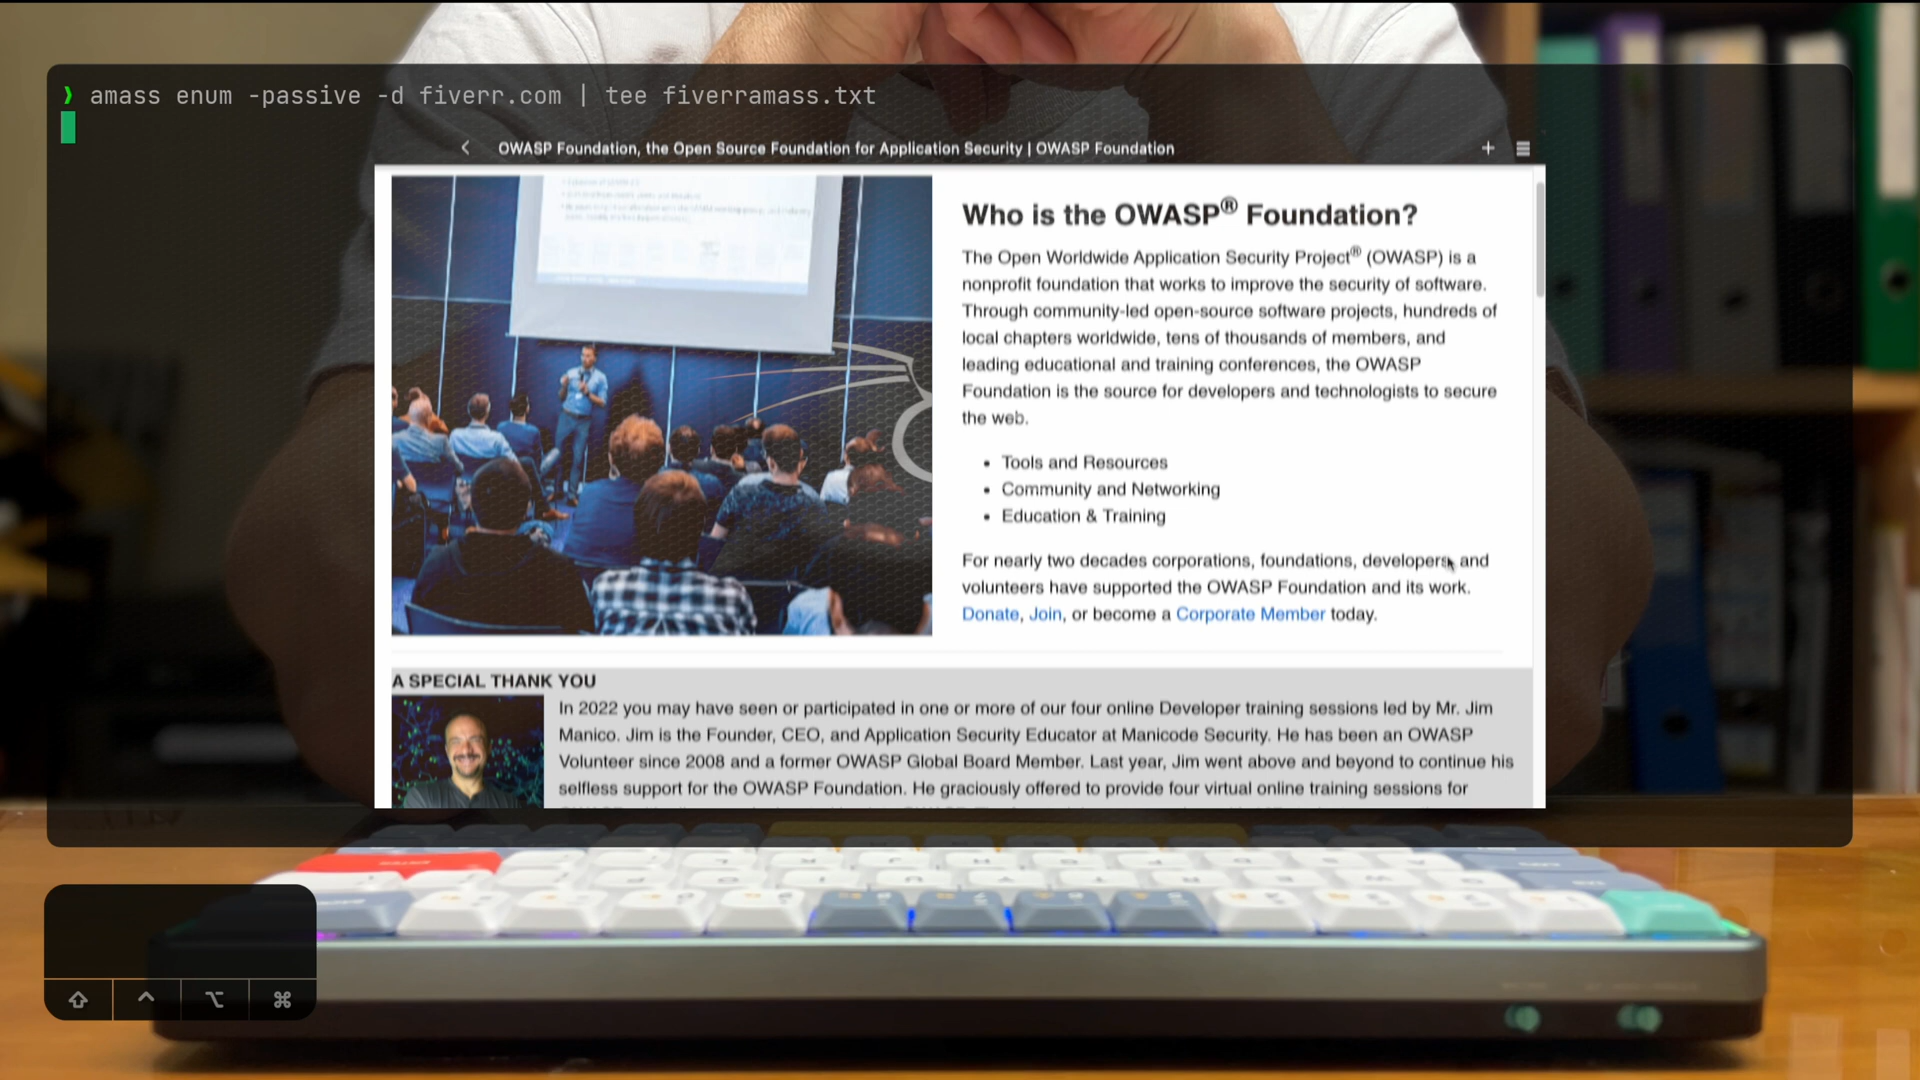 ❯ amass enum -passive -d fiverr.com | tee fiverramass.txt
OWASP Foundation, the Open Source Foundation for Application Security | OWASP Foundation
Who is the OWASP® Foundation?
The Open Worldwide Application Security Project® (OWASP) is a
nonprofit foundation that works to improve the security of software.
Through community-led open-source software projects, hundreds of
local chapters worldwide, tens of thousands of members, and
leading educational and training conferences, the OWASP
Foundation is the source for developers and technologists to secure
the web.
• Tools and Resources
• Community and Networking
• Education & Training
For nearly two decades corporations, foundations, developers, and
volunteers have supported the OWASP Foundation and its work.
Donate, Join, or become a Corporate Member today.
A SPECIAL THANK YOU
In 2022 you may have seen or participated in one or more of our four online Developer training sessions led by Mr. Jim
Manico. Jim is the Founder, CEO, and Application Security Educator at Manicode Security. He has been an OWASP
Volunteer since 2008 and a former OWASP Global Board Member. Last year, Jim went above and beyond to continue his
selfless support for the OWASP Foundation. He graciously offered to provide four virtual online training sessions for